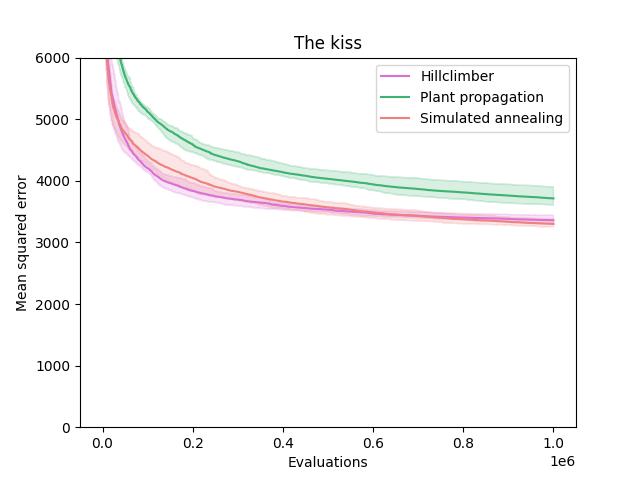 The kiss
Mean squared error
6000
5000
4000
3000
2000
1000
0
Hillclimber
Plant propagation
Simulated annealing
0.0 0.2 0.4 0.6 0.8 1.0
1e6
Evaluations